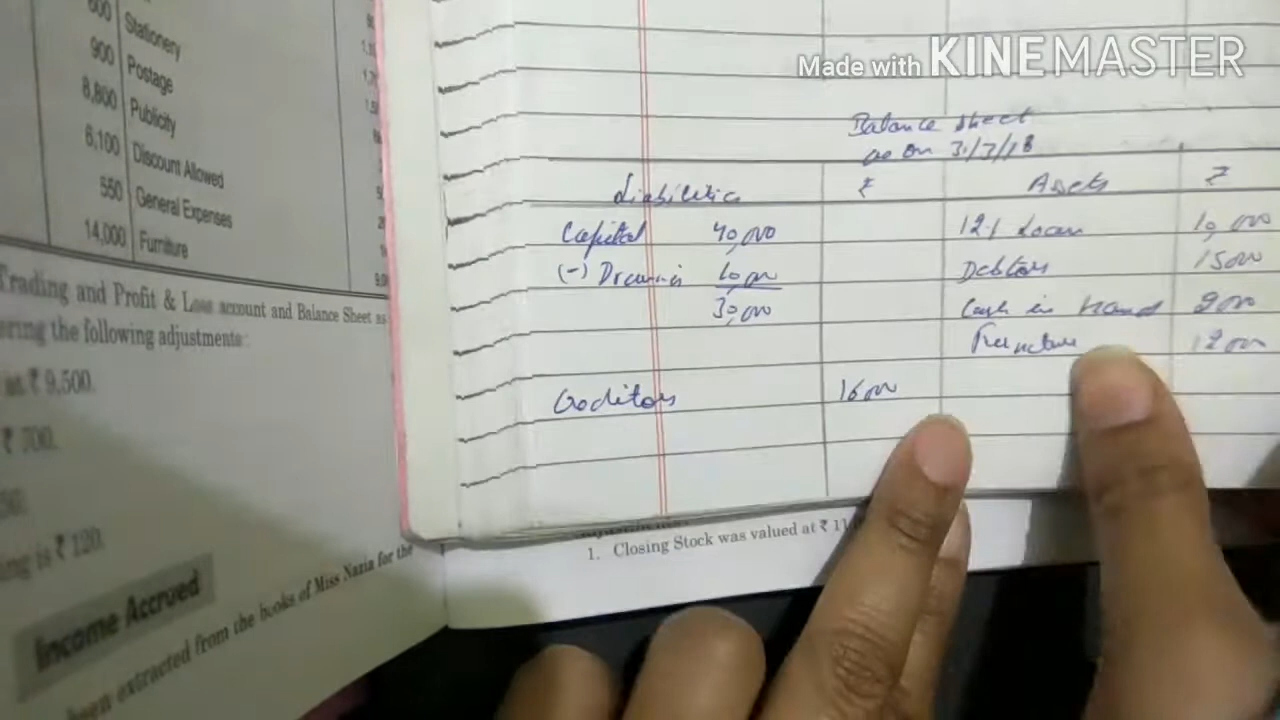 Made with KINEMASTER
600 Stationery
900 Postage
8,800 Publicity
6,100 Discount Allowed
550 General Expenses
14,000 Furniture
Trading and Profit & Loss account and Balance Sheet as
ering the following adjustments:
at ₹ 9,500.
₹ 700.
ing is ₹ 120.
Income Accrued
been extracted from the books of Miss Nazia for the
Balance Sheet
as on 31/3/18
Liabilities ₹ Assets ₹
Capital 40,000 12% Loan 10,000
(-) Drawings 10,000 Debtors 15000
30,000 Cash in Hand 2000
Furniture 12000
Creditors 16000
1. Closing Stock was valued at ₹ 11